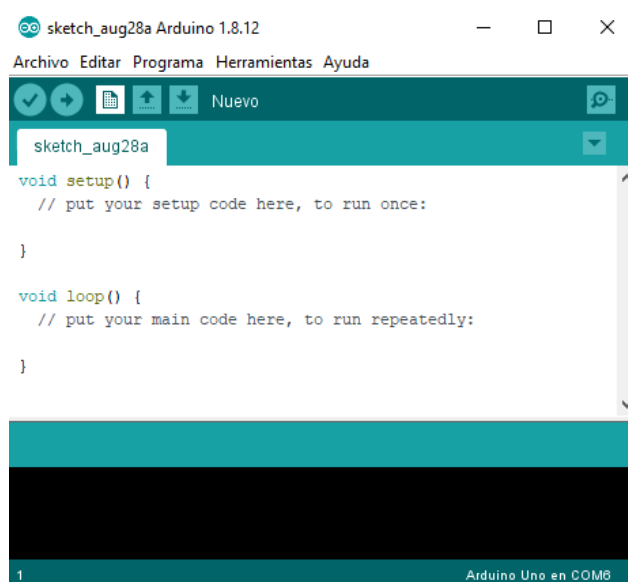 sketch_aug28a Arduino 1.8.12
Archivo Editar Programa Herramientas Ayuda
Nuevo
sketch_aug28a
void setup() {
// put your setup code here, to run once:
}
void loop() {
// put your main code here, to run repeatedly:
}
1 Arduino Uno en COM6